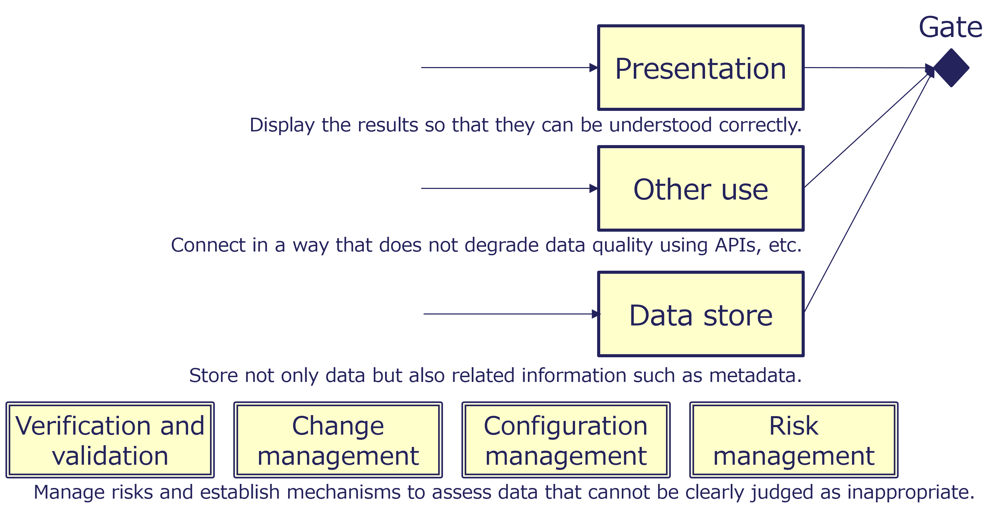 Gate
Presentation
Display the results so that they can be understood correctly.
Other use
Connect in a way that does not degrade data quality using APIs, etc.
Data store
Store not only data but also related information such as metadata.
Verification and
validation
Change
management
Configuration
management
Risk
management
Manage risks and establish mechanisms to assess data that cannot be clearly judged as inappropriate.